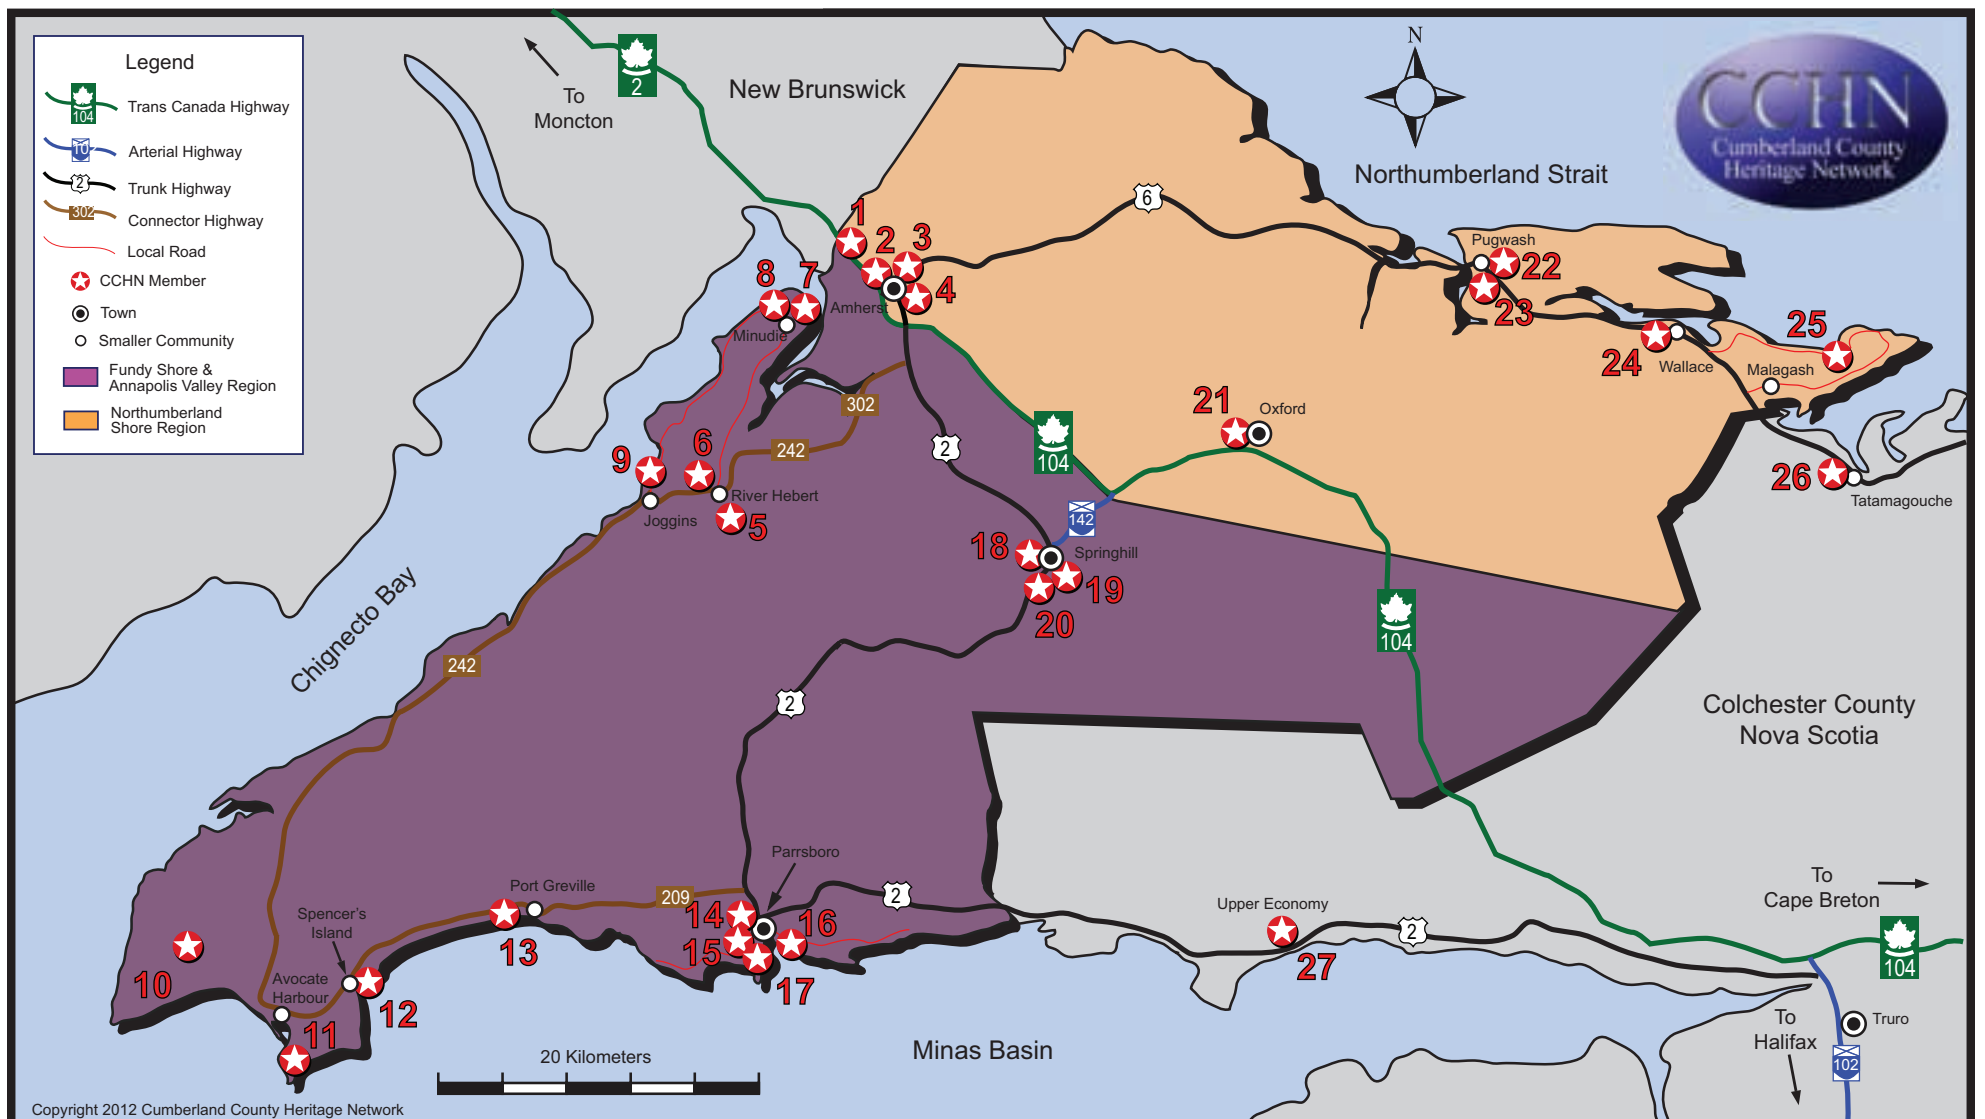 Legend
104
Trans Canada Highway
102
Arterial Highway
2
Trunk Highway
302
Connector Highway
Local Road
CCHN Member
Town
Smaller Community
Fundy Shore &
Annapolis Valley Region
Northumberland
Shore Region
2
To
Moncton
New Brunswick
N
CCHN
Cumberland County
Heritage Network
Northumberland Strait
6
1
2
3
4
Amherst
8
7
Minudie
Pugwash
22
23
24
Wallace
25
Malagash
26
Tatamagouche
302
242
2
104
21
Oxford
9
6
River Hebert
Joggins
5
142
18
Springhill
19
20
104
Chignecto Bay
242
2
Colchester County
Nova Scotia
Parrsboro
Port Greville
209
2
14
15
16
17
13
Spencer's
Island
Avocate
Harbour
10
11
12
Upper Economy
27
2
To
Cape Breton
104
Truro
To
Halifax
102
20 Kilometers
Minas Basin
Copyright 2012 Cumberland County Heritage Network